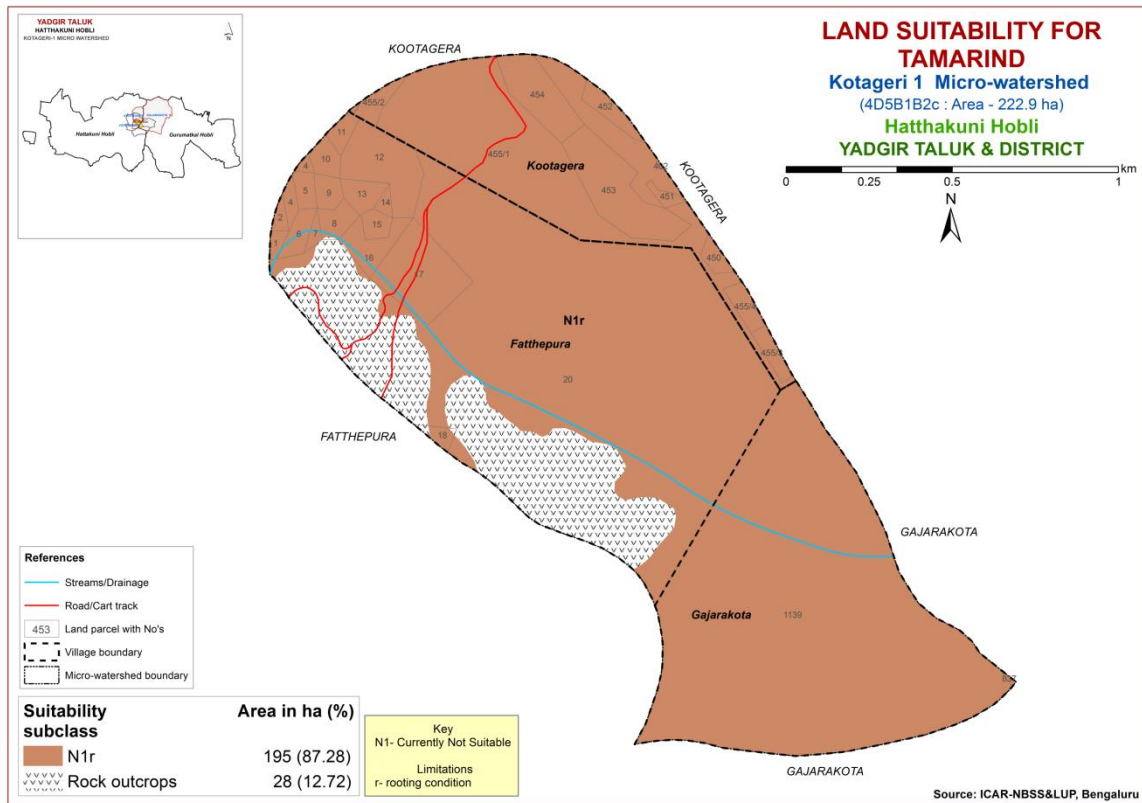 YADGIR TALUK
HATTHAKUNI HOBLI
KOTAGERI-1 MICRO WATERSHED
N
Hattakuni Hobli
Gurumatkal Hobli
LAND SUITABILITY FOR
TAMARIND
Kotageri 1 Micro-watershed
(4D5B1B2c : Area - 222.9 ha)
Hatthakuni Hobli
YADGIR TALUK & DISTRICT
km
0 0.25 0.5 1
N
KOOTAGERA
454
452
455/2
11
455/1
10
12
Kootagera
4
452
KOOTAGERA
5
9
13
453
451
4
14
2
15
8
6
7
1
16
450
17
455/4
N1r
Fatthepura
455/3
20
FATTHEPURA
18
GAJARAKOTA
Gajarakota
1139
837
GAJARAKOTA
References
Streams/Drainage
Road/Cart track
453 Land parcel with No's
Village boundary
Micro-watershed boundary
Suitability subclass Area in ha (%)
N1r 195 (87.28)
Rock outcrops 28 (12.72)
Key
N1- Currently Not Suitable
Limitations
r- rooting condition
Source: ICAR-NBSS&LUP, Bengaluru